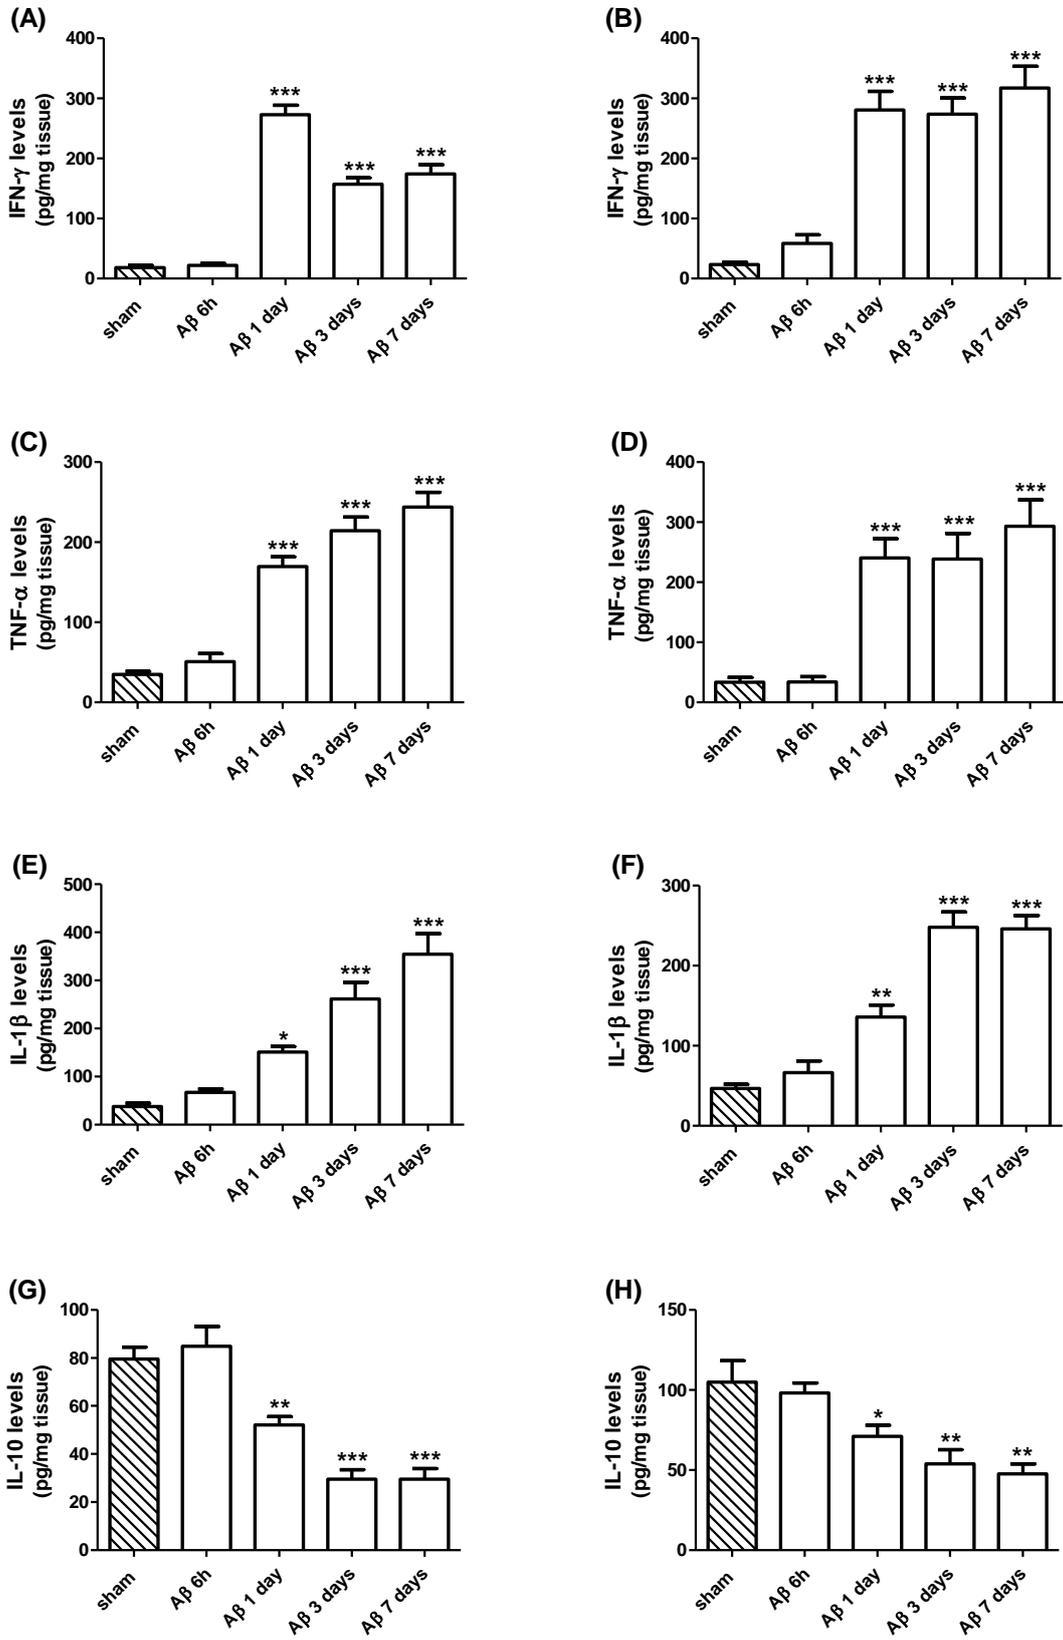 (A)
400
300
200
100
0
IFN-γ levels
(pg/mg tissue)
***
***
***
sham
Aβ 6h
Aβ 1 day
Aβ 3 days
Aβ 7 days
(B)
400
300
200
100
0
IFN-γ levels
(pg/mg tissue)
***
***
***
sham
Aβ 6h
Aβ 1 day
Aβ 3 days
Aβ 7 days
(C)
300
200
100
0
TNF-α levels
(pg/mg tissue)
***
***
***
sham
Aβ 6h
Aβ 1 day
Aβ 3 days
Aβ 7 days
(D)
400
300
200
100
0
TNF-α levels
(pg/mg tissue)
***
***
***
sham
Aβ 6h
Aβ 1 day
Aβ 3 days
Aβ 7 days
(E)
500
400
300
200
100
0
IL-1β levels
(pg/mg tissue)
*
***
***
sham
Aβ 6h
Aβ 1 day
Aβ 3 days
Aβ 7 days
(F)
300
200
100
0
IL-1β levels
(pg/mg tissue)
**
***
***
sham
Aβ 6h
Aβ 1 day
Aβ 3 days
Aβ 7 days
(G)
100
80
60
40
20
0
IL-10 levels
(pg/mg tissue)
**
***
***
sham
Aβ 6h
Aβ 1 day
Aβ 3 days
Aβ 7 days
(H)
150
100
50
0
IL-10 levels
(pg/mg tissue)
*
**
**
sham
Aβ 6h
Aβ 1 day
Aβ 3 days
Aβ 7 days